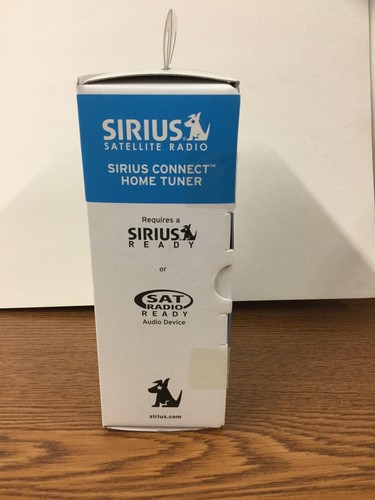 SIRIUS
SATELLITE RADIO
SIRIUS CONNECT™
HOME TUNER
Requires a
SIRIUS
READY
or
SAT
RADIO
READY
Audio Device
sirius.com